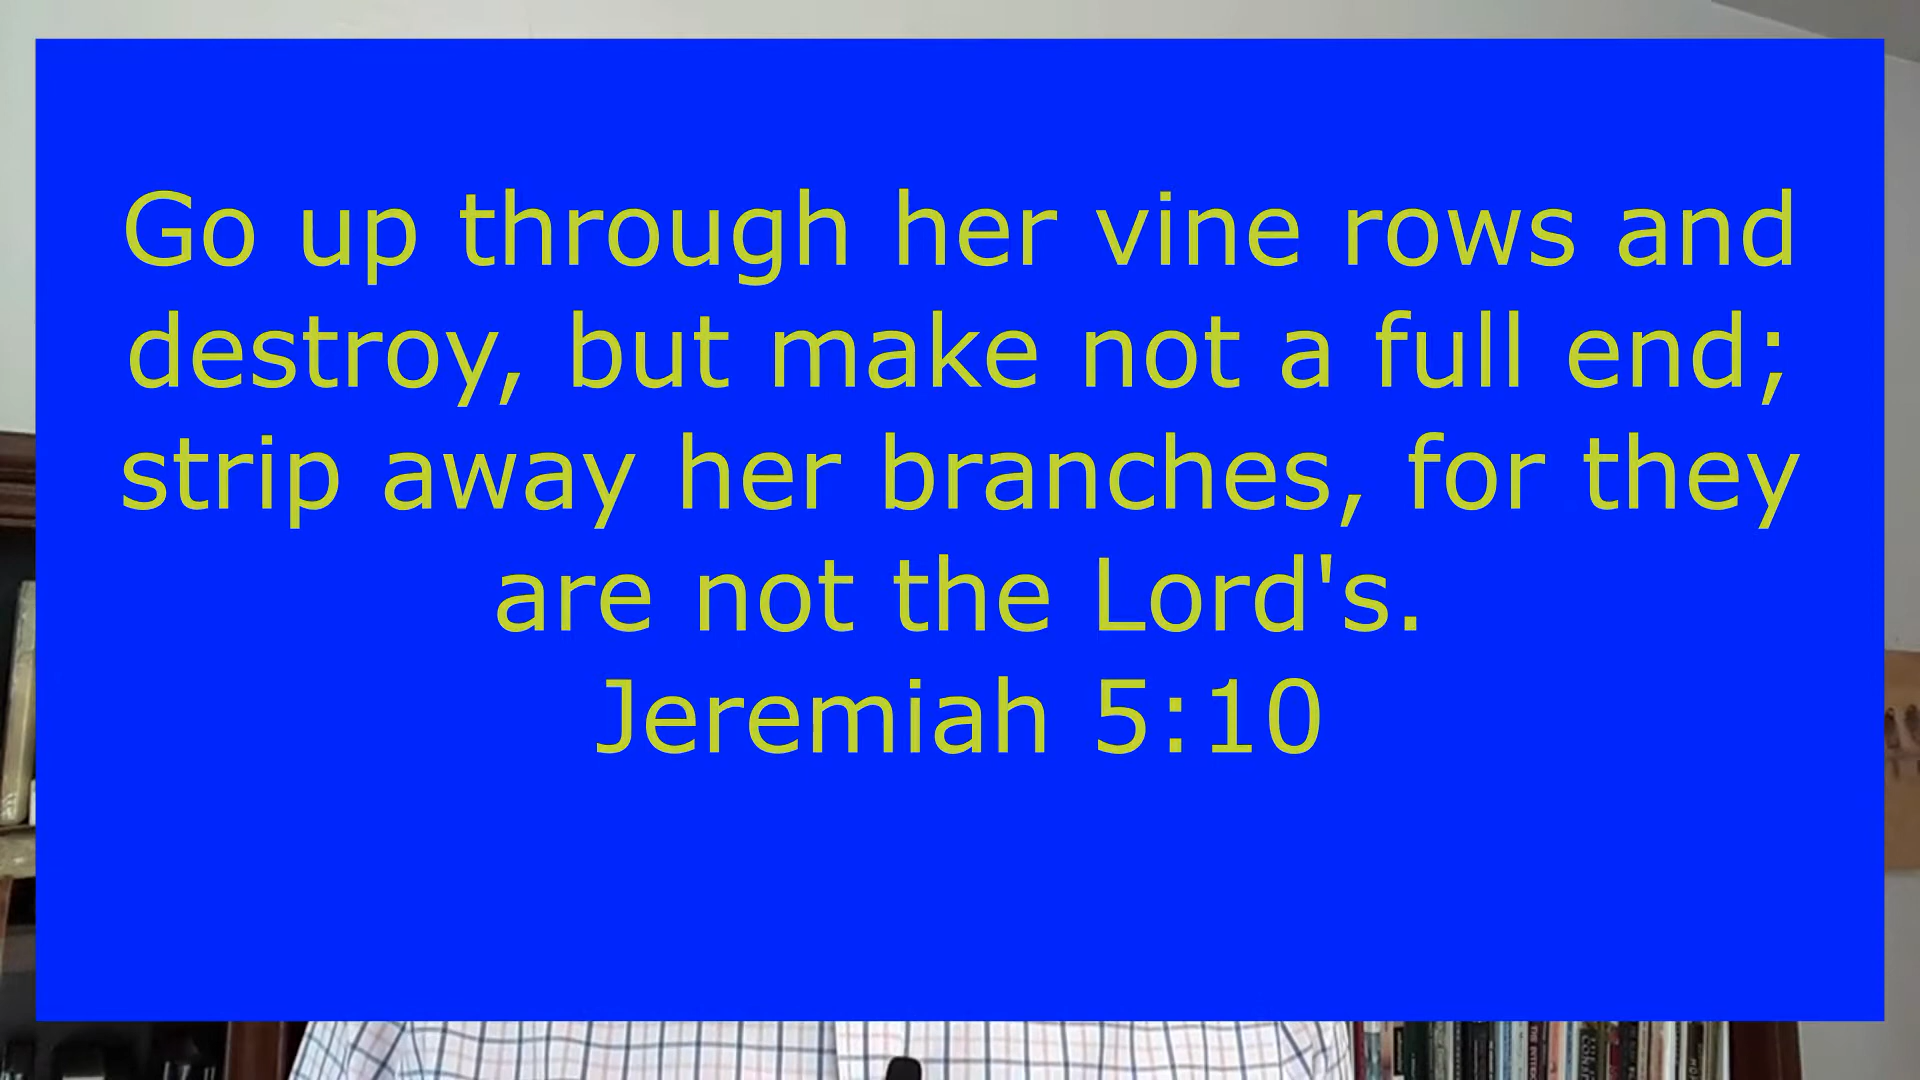 Go up through her vine rows and
destroy, but make not a full end;
strip away her branches, for they
are not the Lord's.
Jeremiah 5:10